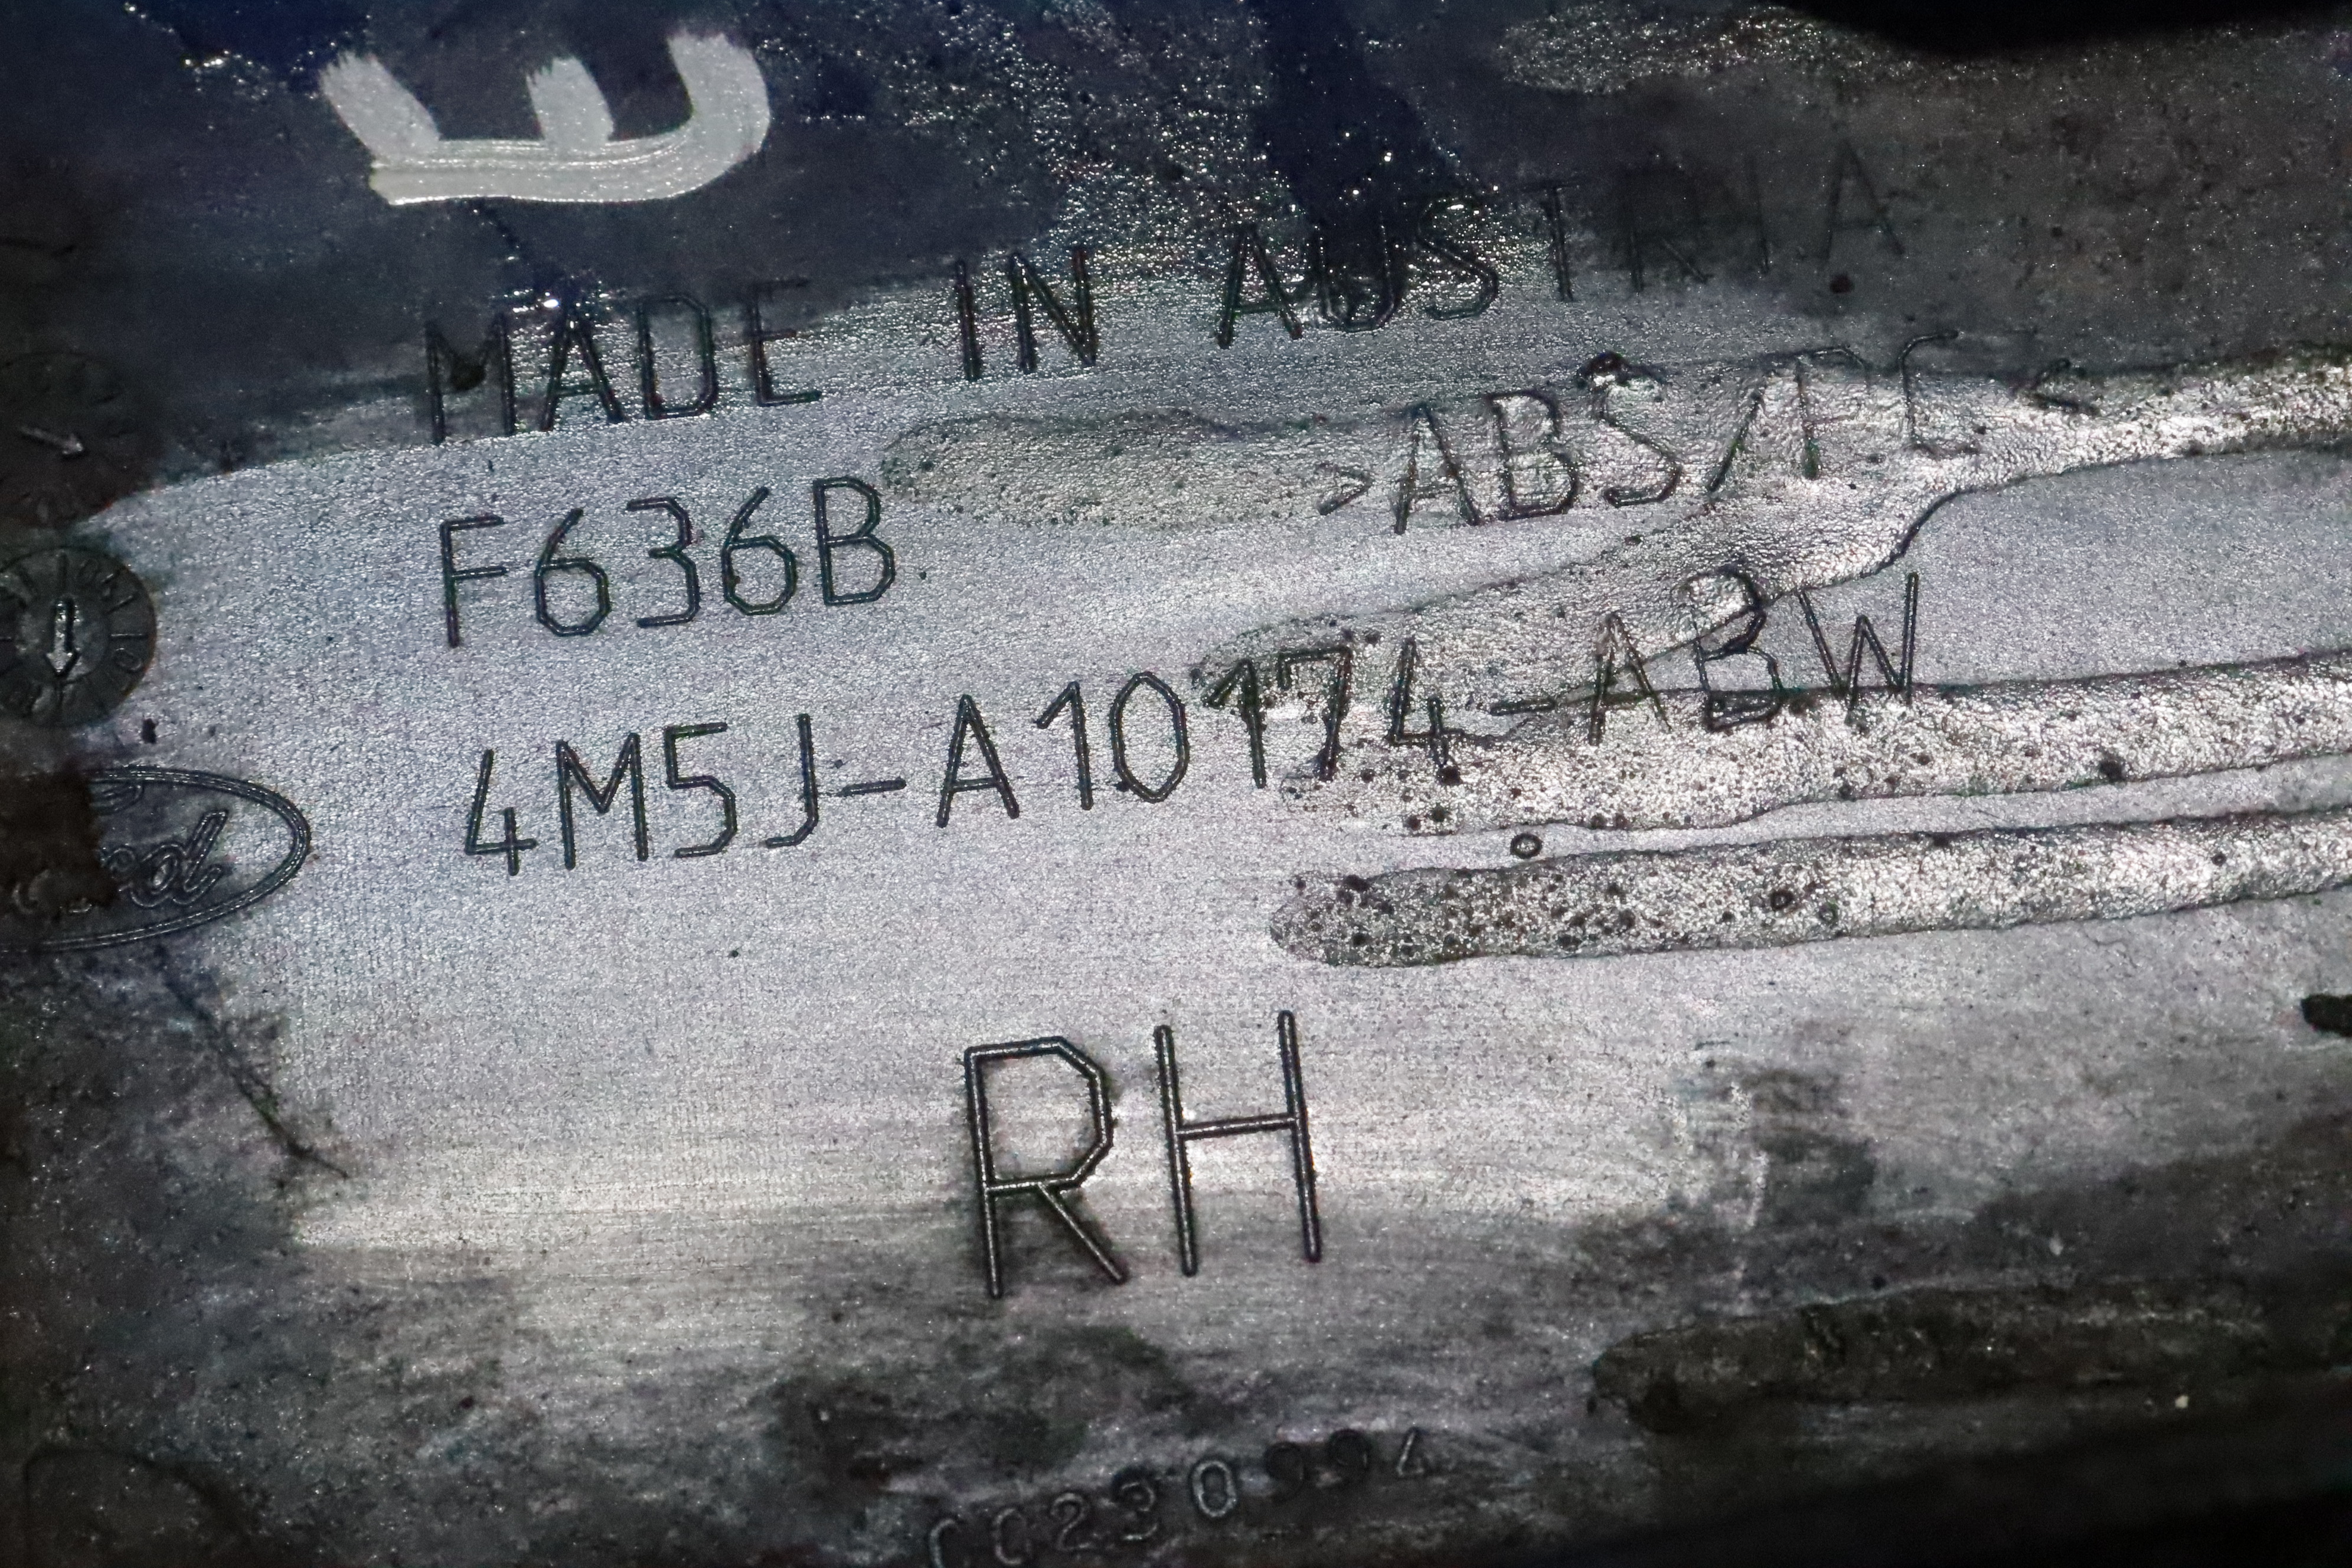 MADE IN AUSTRIA
F636B >ABS/PC<
4M5J-A10174-ABW
RH